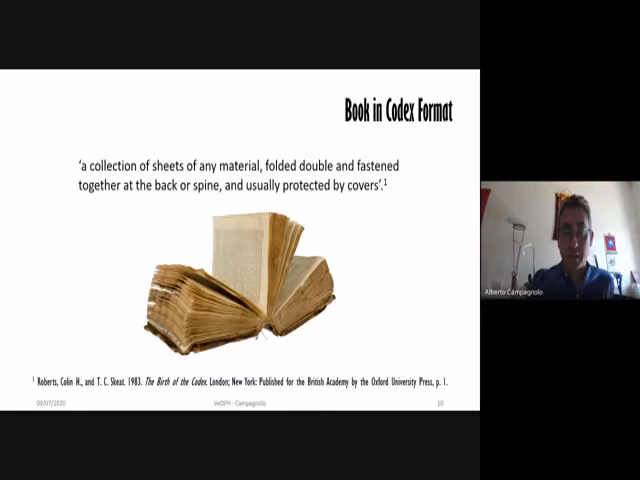 Book in Codex Format
‘a collection of sheets of any material, folded double and fastened
together at the back or spine, and usually protected by covers’.¹
¹ Roberts, Colin H., and T. C. Skeat. 1983. The Birth of the Codex. London; New York: Published for the British Academy by the Oxford University Press, p. 1.
09/07/2020
VeDPH - Campagnolo
10
Alberto Campagnolo